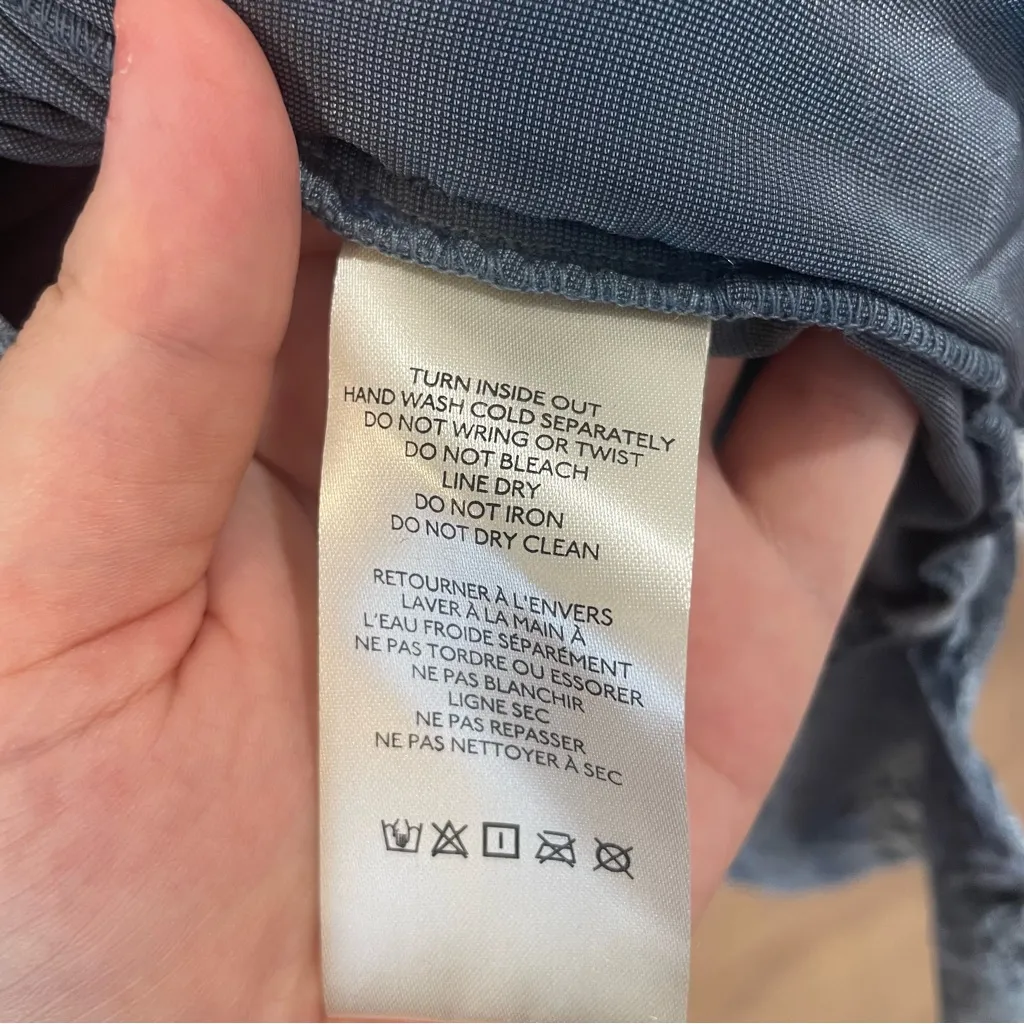 TURN INSIDE OUT
HAND WASH COLD SEPARATELY
DO NOT WRING OR TWIST
DO NOT BLEACH
LINE DRY
DO NOT IRON
DO NOT DRY CLEAN
RETOURNER À L'ENVERS
LAVER À LA MAIN À
L'EAU FROIDE SÉPARÉMENT
NE PAS TORDRE OU ESSORER
NE PAS BLANCHIR
LIGNE SEC
NE PAS REPASSER
NE PAS NETTOYER À SEC